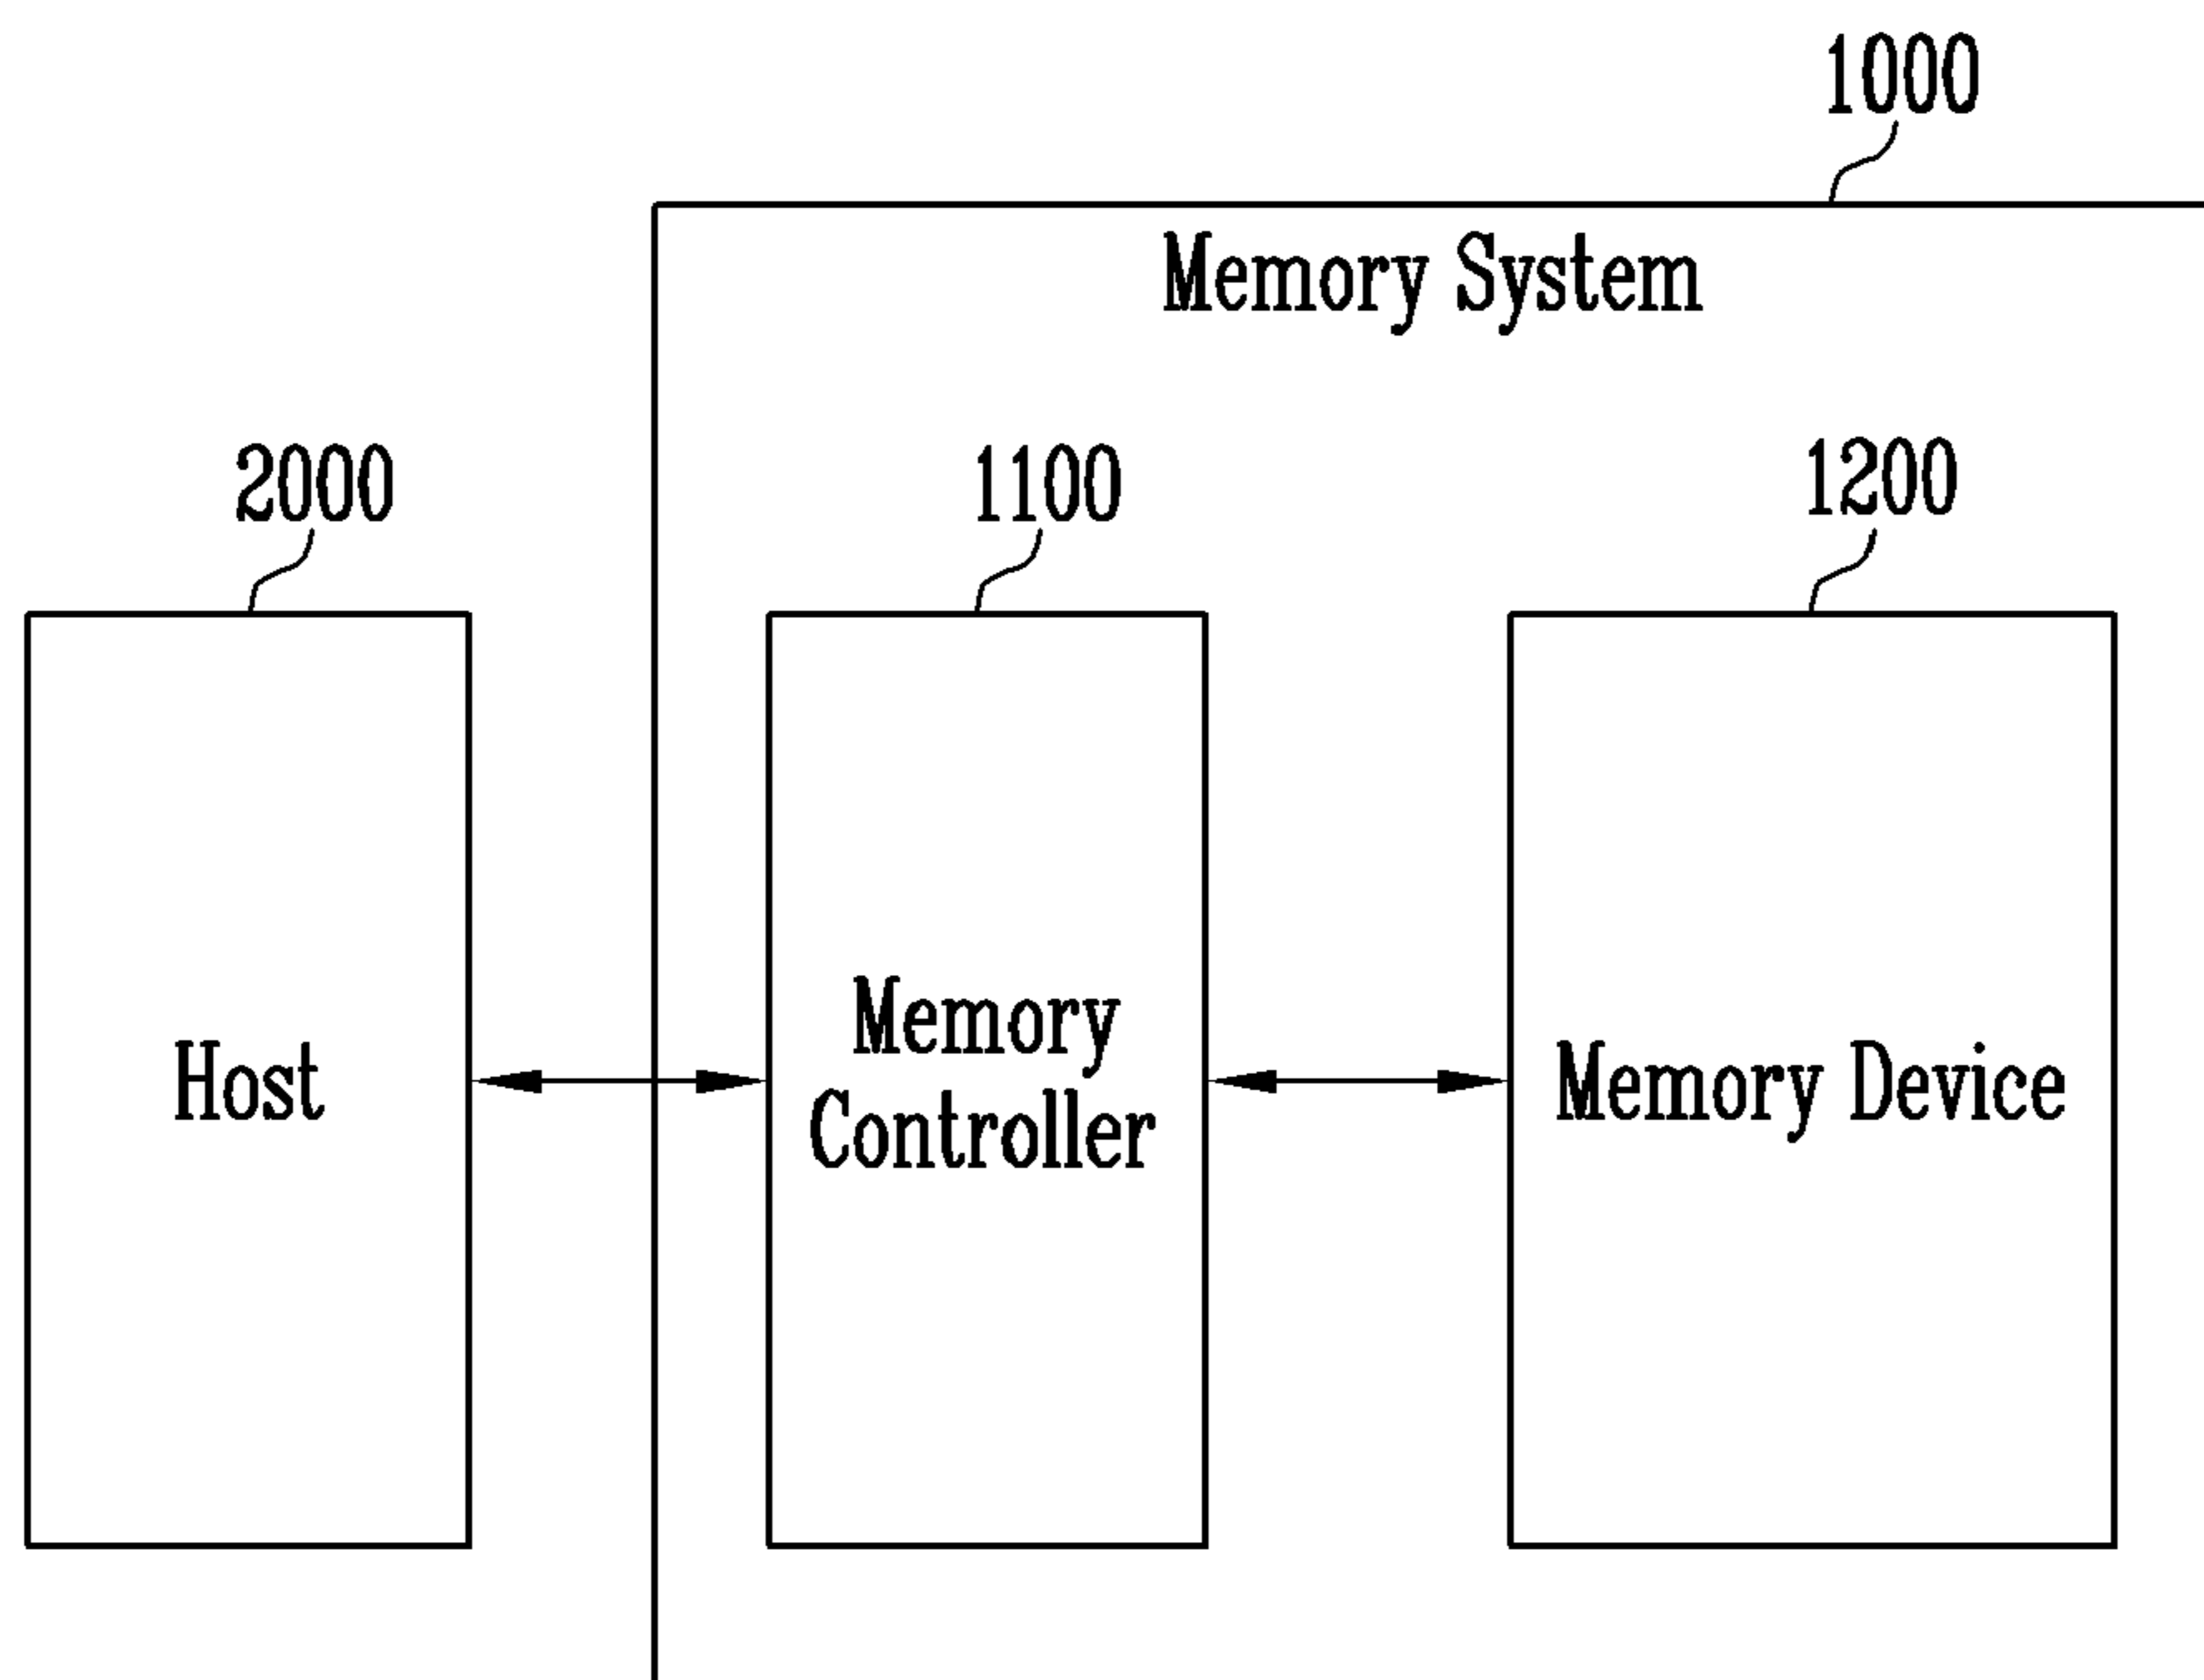 1000
Memory System
2000
1100
1200
Host
Memory
Controller
Memory Device